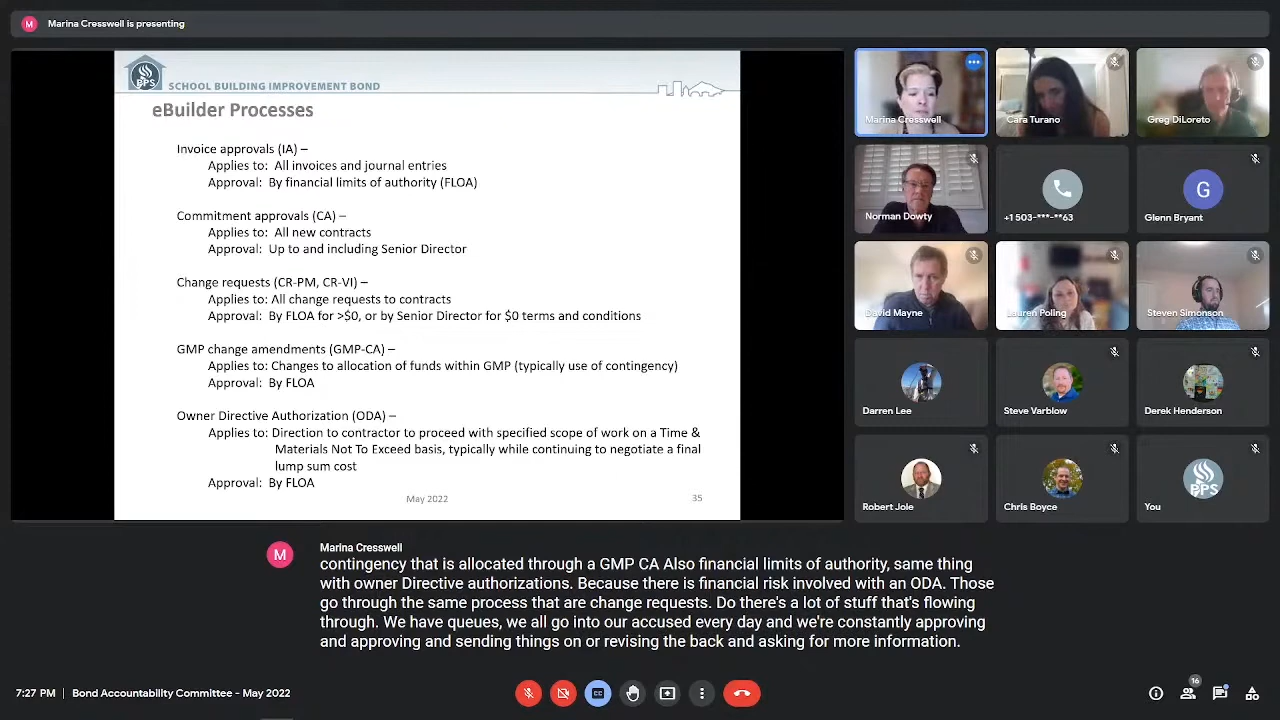 M Marina Cresswell is presenting
PPS SCHOOL BUILDING IMPROVEMENT BOND
eBuilder Processes
Invoice approvals (IA) –
Applies to: All invoices and journal entries
Approval: By financial limits of authority (FLOA)
Commitment approvals (CA) –
Applies to: All new contracts
Approval: Up to and including Senior Director
Change requests (CR-PM, CR-VI) –
Applies to: All change requests to contracts
Approval: By FLOA for >$0, or by Senior Director for $0 terms and conditions
GMP change amendments (GMP-CA) –
Applies to: Changes to allocation of funds within GMP (typically use of contingency)
Approval: By FLOA
Owner Directive Authorization (ODA) –
Applies to: Direction to contractor to proceed with specified scope of work on a Time &
Materials Not To Exceed basis, typically while continuing to negotiate a final
lump sum cost
Approval: By FLOA
May 2022
35
Marina Cresswell
Cara Turano
Greg DiLoreto
Norman Dowty
+1 503-***-**63
G
Glenn Bryant
David Mayne
Lauren Poling
Steven Simonson
Darren Lee
Steve Varblow
Derek Henderson
Robert Jole
Chris Boyce
PPS
You
M
Marina Cresswell
contingency that is allocated through a GMP CA Also financial limits of authority, same thing
with owner Directive authorizations. Because there is financial risk involved with an ODA. Those
go through the same process that are change requests. Do there's a lot of stuff that's flowing
through. We have queues, we all go into our accused every day and we're constantly approving
and approving and sending things on or revising the back and asking for more information.
7:27 PM | Bond Accountability Committee - May 2022
CC
16